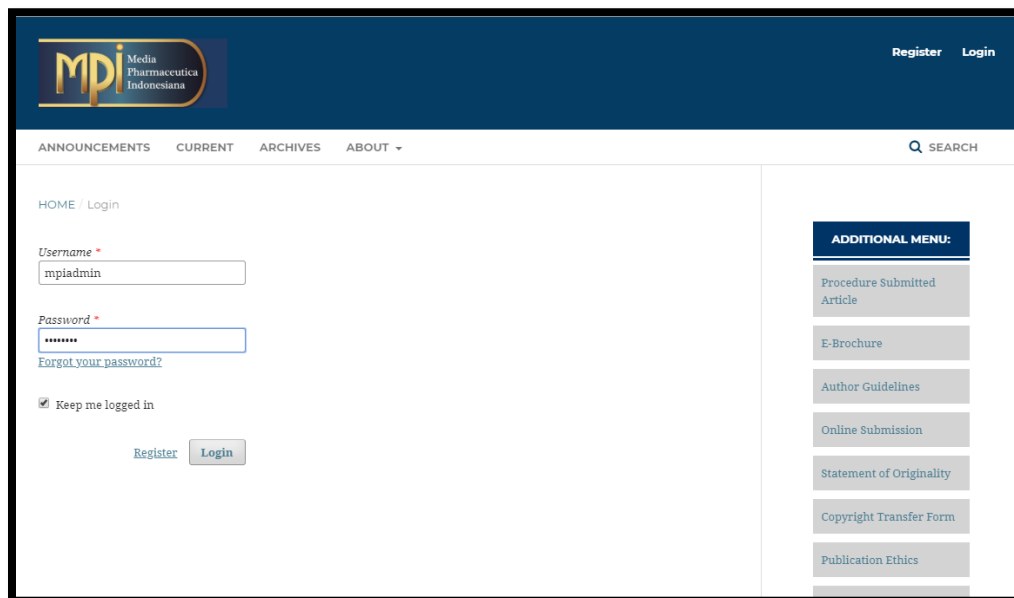 MPI Media
Pharmaceutica
Indonesiana
Register Login
ANNOUNCEMENTS CURRENT ARCHIVES ABOUT
SEARCH
HOME / Login
Username *
mpiadmin
Password *
••••••••
Forgot your password?
Keep me logged in
Register Login
ADDITIONAL MENU:
Procedure Submitted
Article
E-Brochure
Author Guidelines
Online Submission
Statement of Originality
Copyright Transfer Form
Publication Ethics